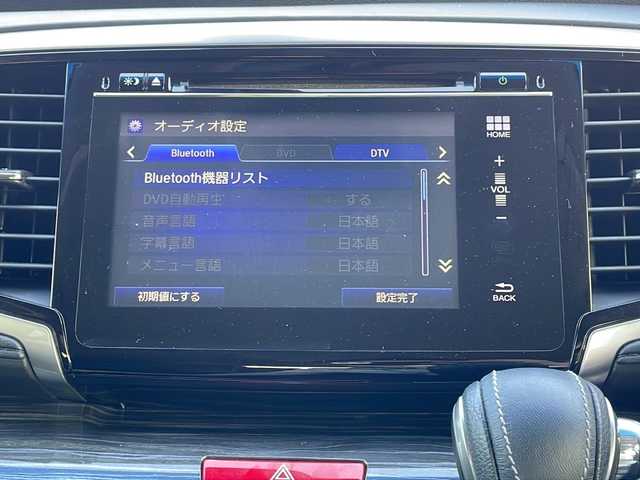 オーディオ設定
Bluetooth DVD DTV
Bluetooth機器リスト
DVD自動再生 する
音声言語 日本語
字幕言語 日本語
メニュー言語 日本語
初期値にする 設定完了
HOME
+
VOL
−
BACK